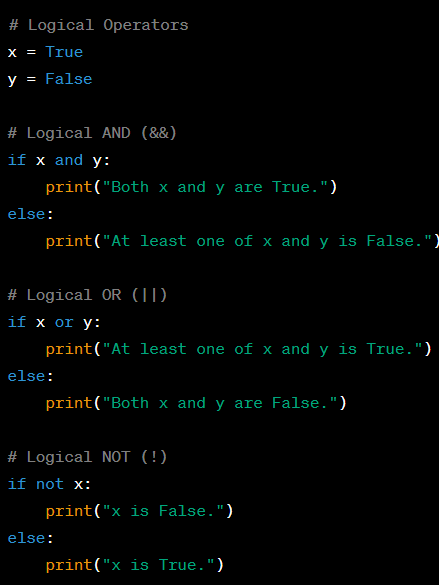 # Logical Operators
x = True
y = False

# Logical AND (&&)
if x and y:
    print("Both x and y are True.")
else:
    print("At least one of x and y is False.")

# Logical OR (||)
if x or y:
    print("At least one of x and y is True.")
else:
    print("Both x and y are False.")

# Logical NOT (!)
if not x:
    print("x is False.")
else:
    print("x is True.")